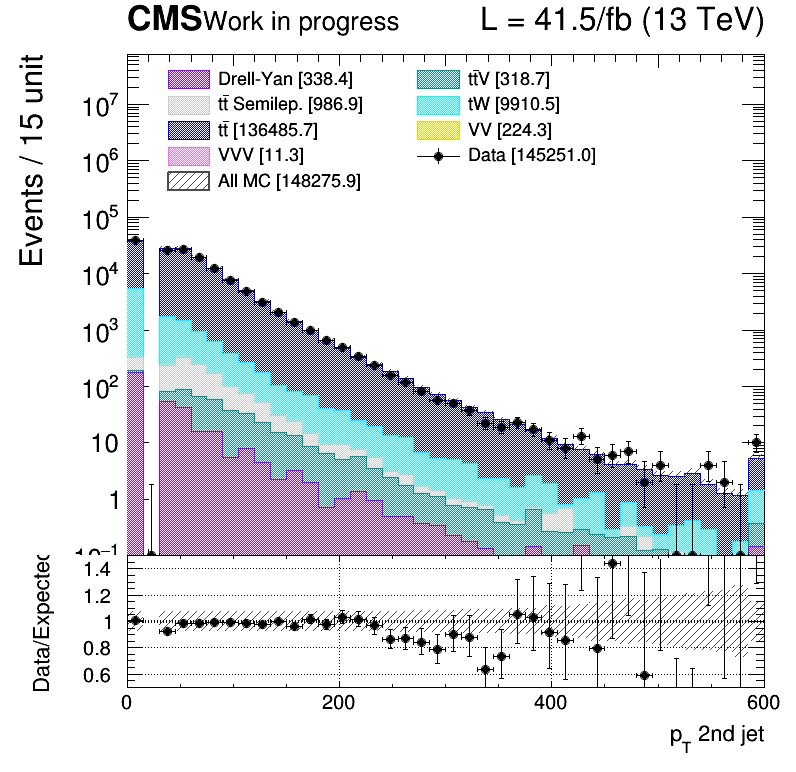 CMS Work in progress L = 41.5/fb (13 TeV)
Events / 15 unit
Drell-Yan [338.4]
tt̄ Semilep. [986.9]
tt̄ [136485.7]
VVV [11.3]
All MC [148275.9]
tt̄V [318.7]
tW [9910.5]
VV [224.3]
Data [145251.0]
10⁷
10⁶
10⁵
10⁴
10³
10²
10
1
10⁻¹
Data/Expected
1.4
1.2
1
0.8
0.6
0 200 400 600
p_T 2nd jet